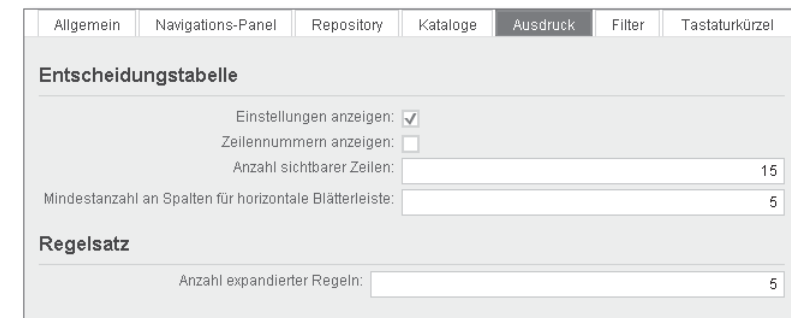 Allgemein Navigations-Panel Repository Kataloge Ausdruck Filter Tastaturkürzel
Entscheidungstabelle
Einstellungen anzeigen:
Zeilennummern anzeigen:
Anzahl sichtbarer Zeilen: 15
Mindestanzahl an Spalten für horizontale Blätterleiste: 5
Regelsatz
Anzahl expandierter Regeln: 5